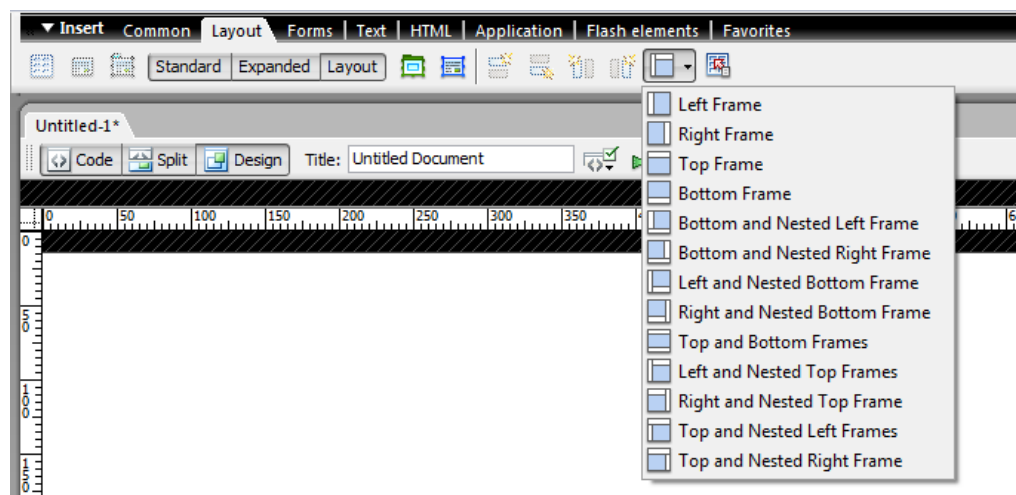 ▼ Insert Common Layout Forms | Text | HTML | Application | Flash elements | Favorites
Standard Expanded Layout
Untitled-1*
Code Split Design Title: Untitled Document
0 50 100 150 200 250 300 350
0
50
100
150
Left Frame
Right Frame
Top Frame
Bottom Frame
Bottom and Nested Left Frame
Bottom and Nested Right Frame
Left and Nested Bottom Frame
Right and Nested Bottom Frame
Top and Bottom Frames
Left and Nested Top Frames
Right and Nested Top Frame
Top and Nested Left Frames
Top and Nested Right Frame